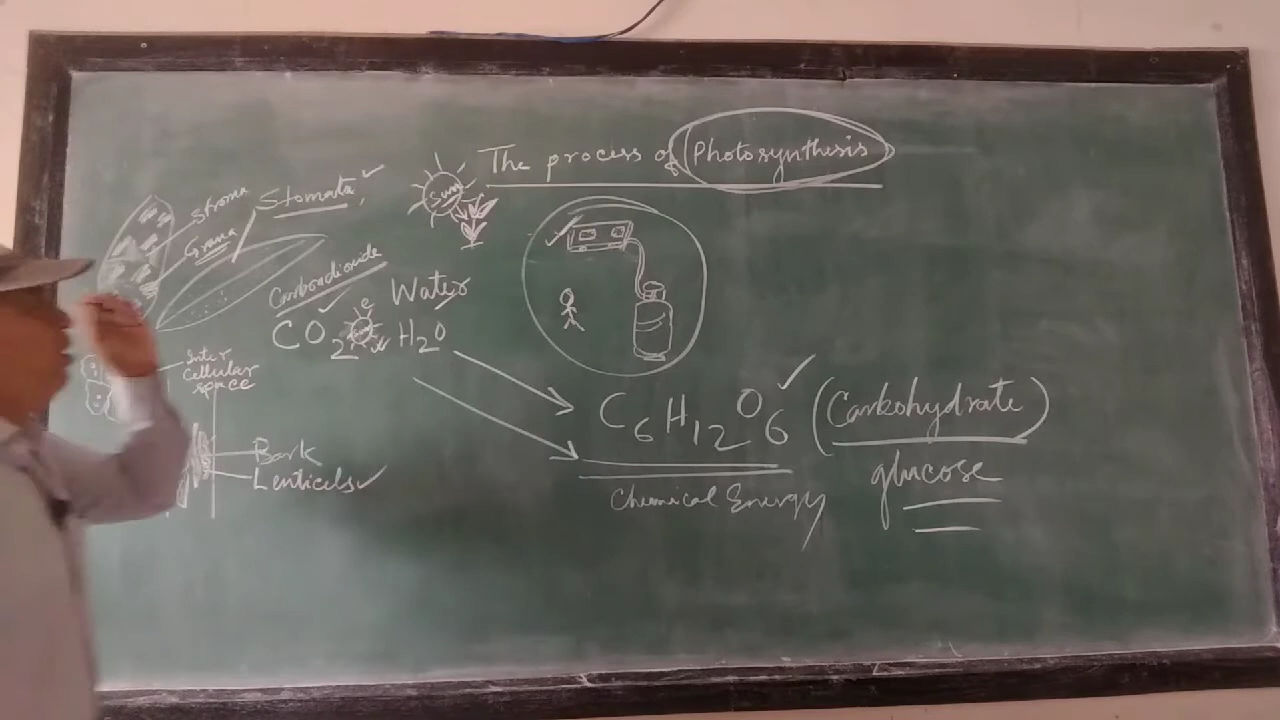 The process of Photosynthesis
Sun
Stroma
Stomata
Grana
Carbondioxide
Water
CO2
H2O
Inter
Cellular
space
Bark
Lenticels
C6H12O6 (Carbohydrate)
glucose
Chemical Energy